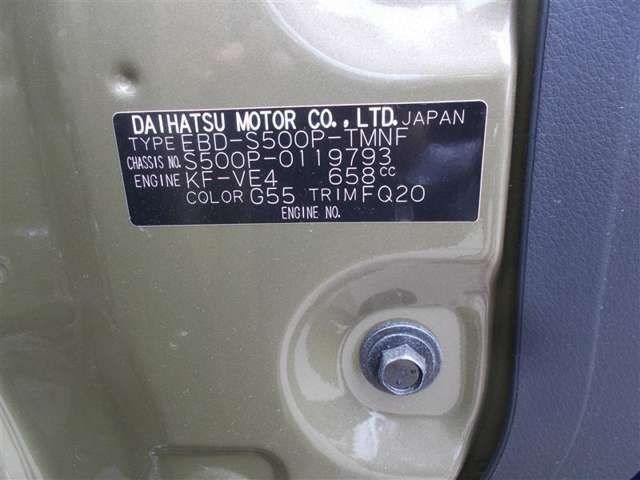 DAIHATSU MOTOR CO., LTD. JAPAN
TYPE EBD-S500P-TMNF
CHASSIS NO. S500P-0119793
ENGINE KF-VE4 658cc
COLOR G55 TRIM FQ20
ENGINE NO.